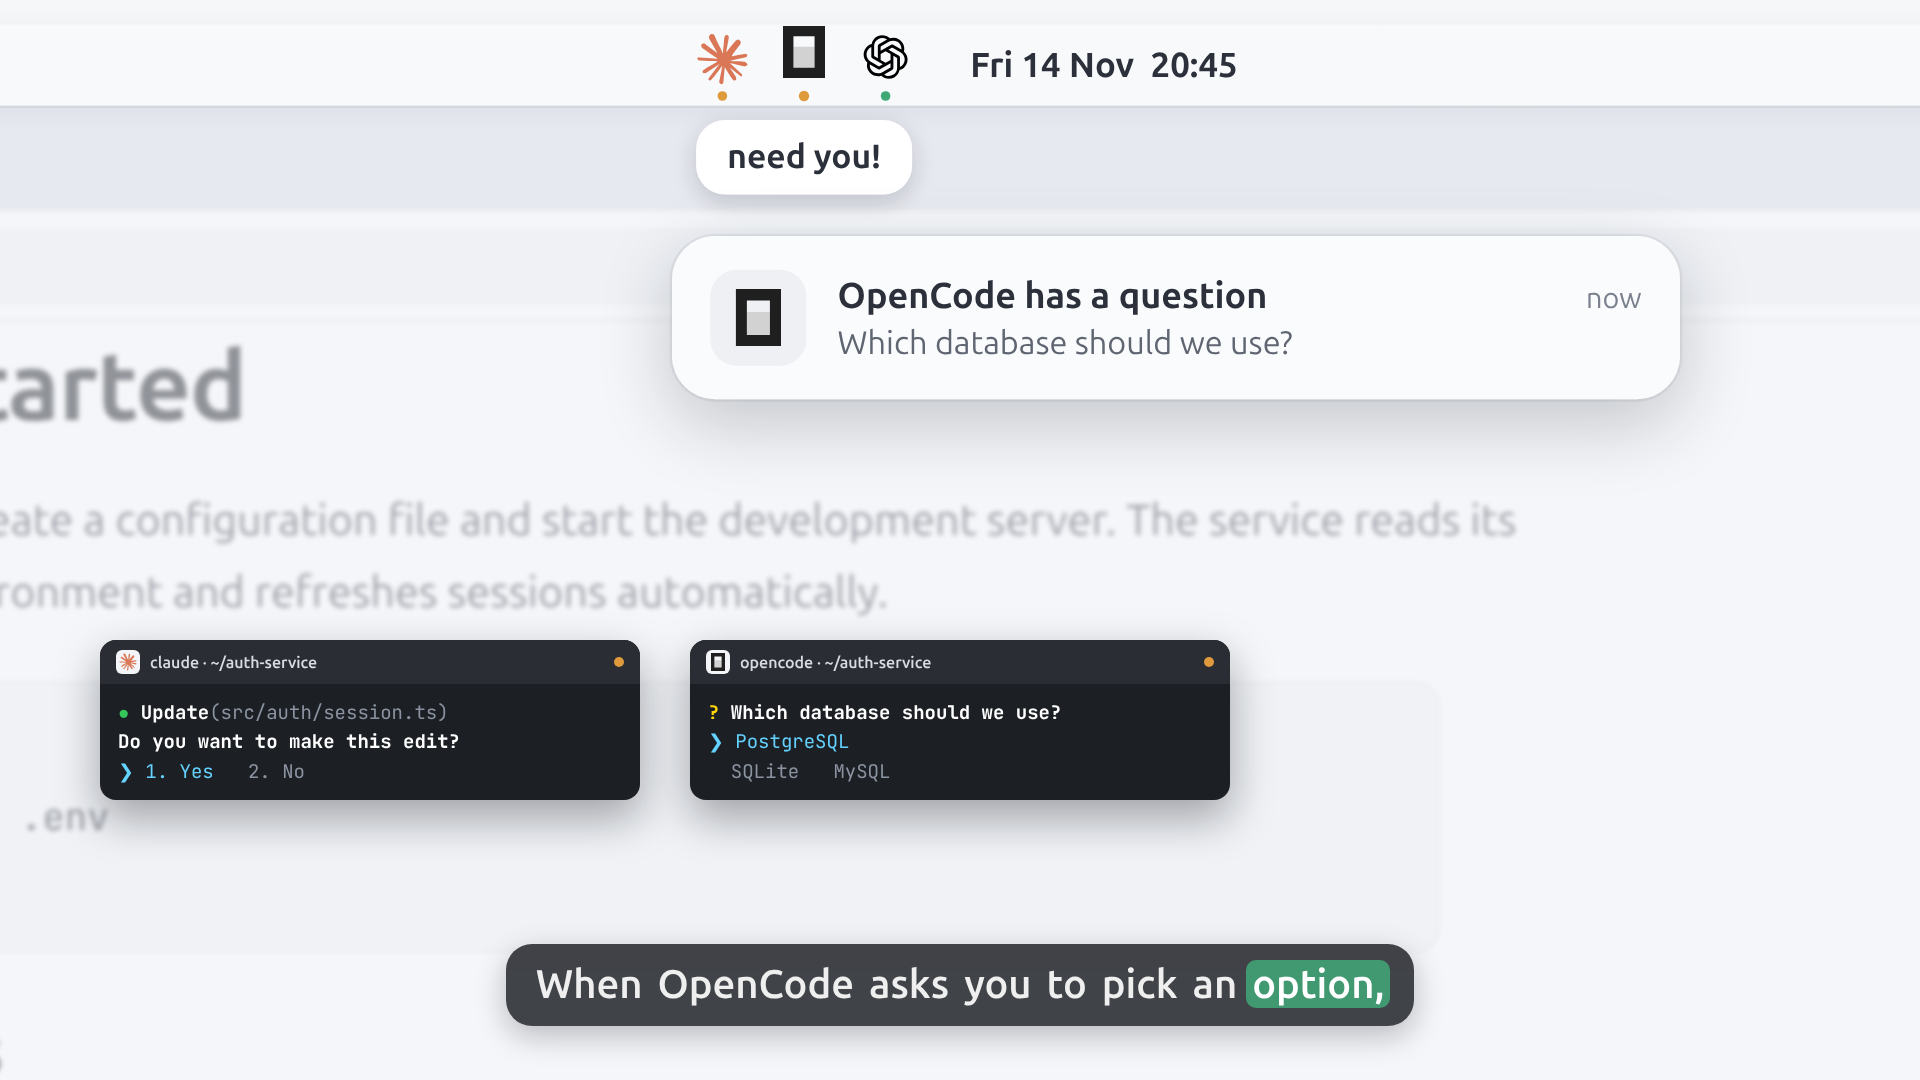 Fri 14 Nov 20:45
need you!
OpenCode has a question
now
Which database should we use?
tarted
eate a configuration file and start the development server. The service reads its
ronment and refreshes sessions automatically.
claude · ~/auth-service
● Update(src/auth/session.ts)
Do you want to make this edit?
❯ 1. Yes 2. No
opencode · ~/auth-service
? Which database should we use?
❯ PostgreSQL
SQLite MySQL
.env
When OpenCode asks you to pick an option,